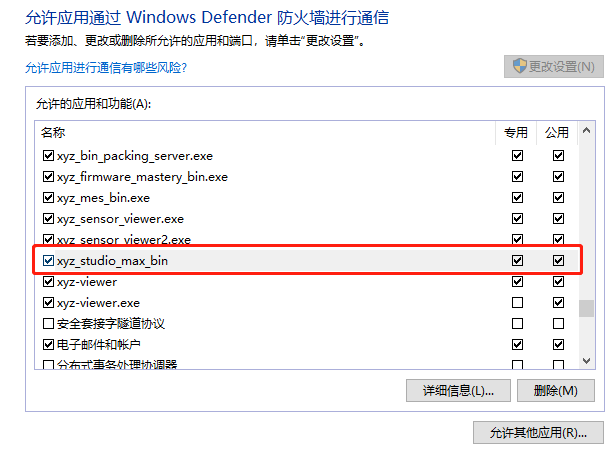 允许应用通过 Windows Defender 防火墙进行通信
若要添加、更改或删除所允许的应用和端口，请单击"更改设置"。
允许应用进行通信有哪些风险?
更改设置(N)
允许的应用和功能(A):
名称 专用 公用
xyz_bin_packing_server.exe
xyz_firmware_mastery_bin.exe
xyz_mes_bin.exe
xyz_sensor_viewer.exe
xyz_sensor_viewer2.exe
xyz_studio_max_bin
xyz-viewer
xyz-viewer.exe
安全套接字隧道协议
电子邮件和帐户
分布式事务处理协调器
详细信息(L)... 删除(M)
允许其他应用(R)...